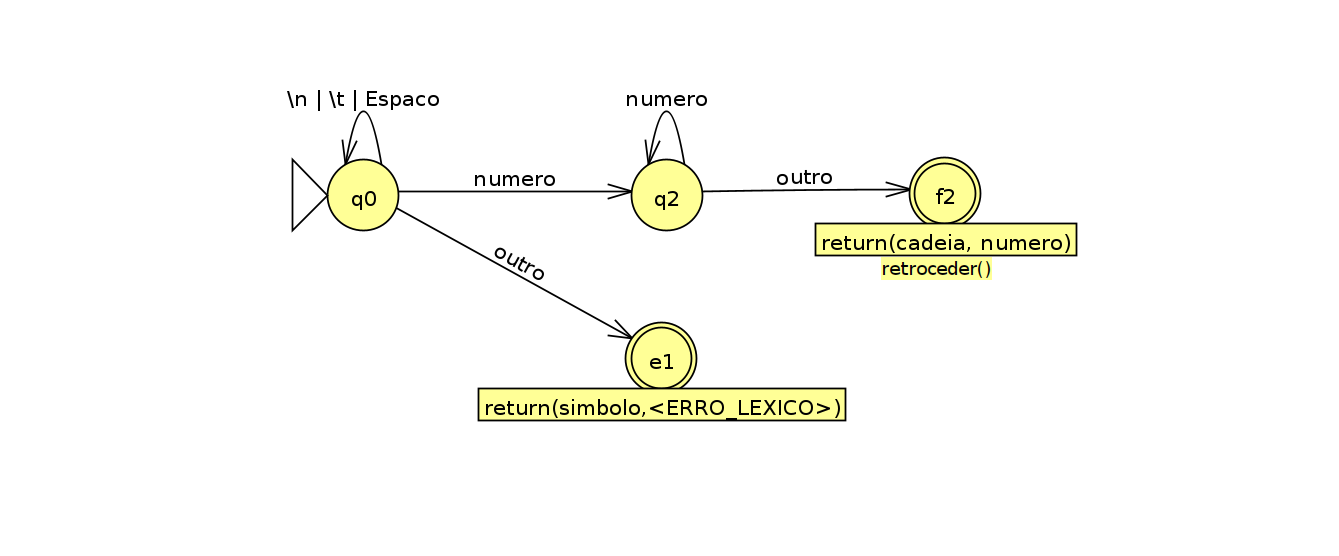 \n | \t | Espaco
numero
q0
numero
q2
outro
f2
return(cadeia, numero)
retroceder()
outro
e1
return(simbolo,<ERRO_LEXICO>)